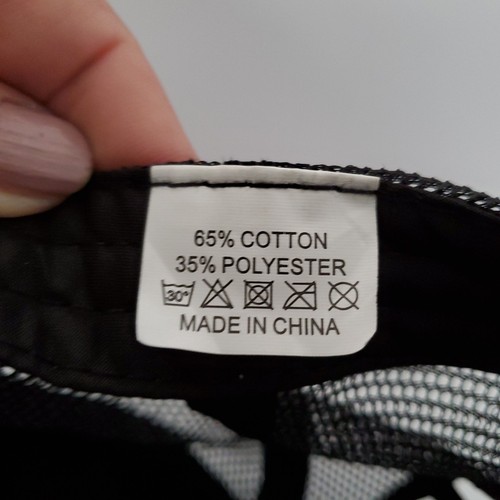 65% COTTON
35% POLYESTER
30°
MADE IN CHINA